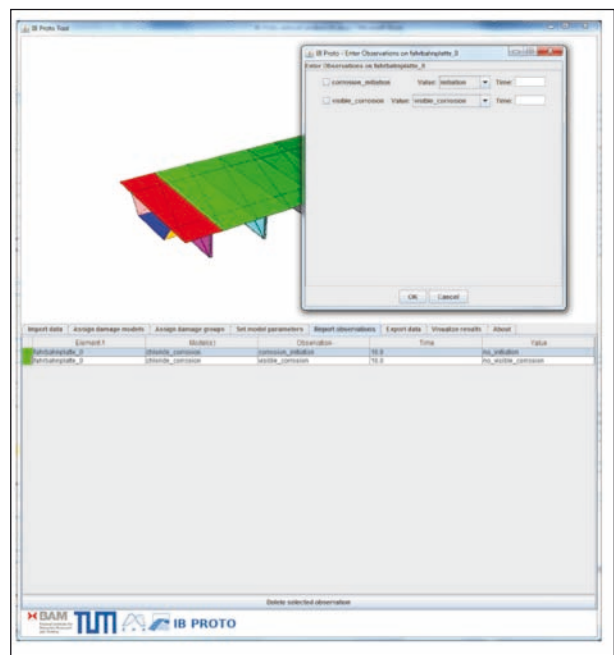 IB Proto Tool
IB Proto - Enter Observations on fahrbahnplatte_0
Enter Observations on fahrbahnplatte_0
corrosion_initiation Value: initiation Time:
visible_corrosion Value: visible_corrosion Time:
OK Cancel
Import data Assign damage models Assign damage groups Set model parameters Report observations Export data Visualize results About
Element Model(s) Observation Time Value
fahrbahnplatte_0 chloride_corrosion corrosion_initiation 10.0 no_initiation
fahrbahnplatte_0 chloride_corrosion visible_corrosion 10.0 no_visible_corrosion
Delete selected observation
BAM
TUM
IB PROTO